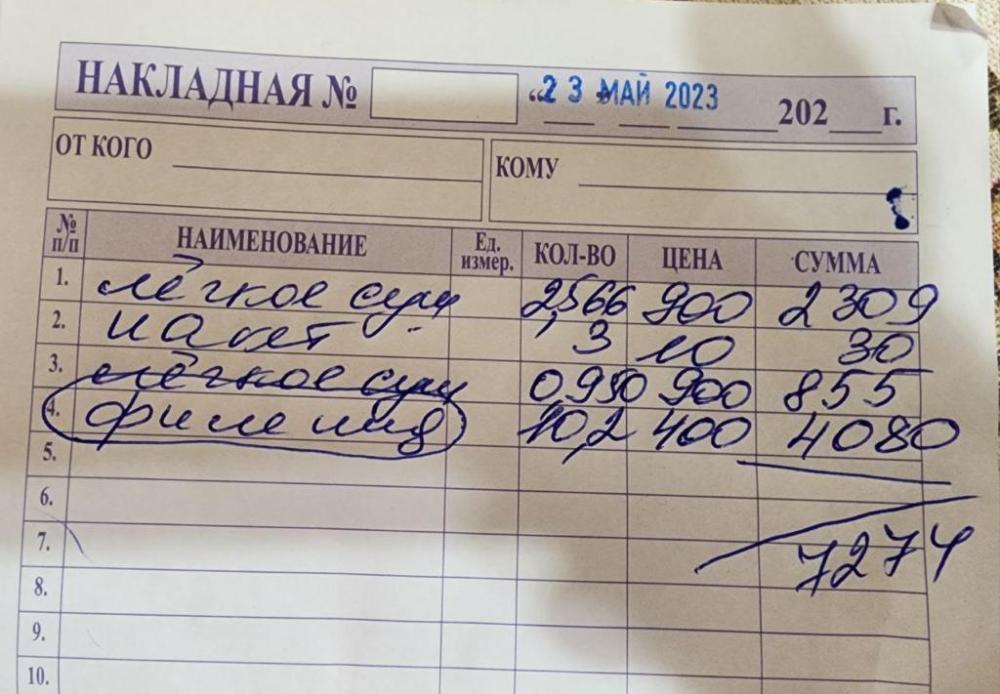 НАКЛАДНАЯ № "23 МАЙ 2023 202 г.
ОТ КОГО КОМУ
№ п/п НАИМЕНОВАНИЕ Ед. измер. КОЛ-ВО ЦЕНА СУММА
1. лёгкое суш 2,566 900 2309
2. пакет 3 10 30
3. лёгкое суш 0,950 900 855
4. филе инд 10,2 400 4080
5.
6.
7. 7274
8.
9.
10.